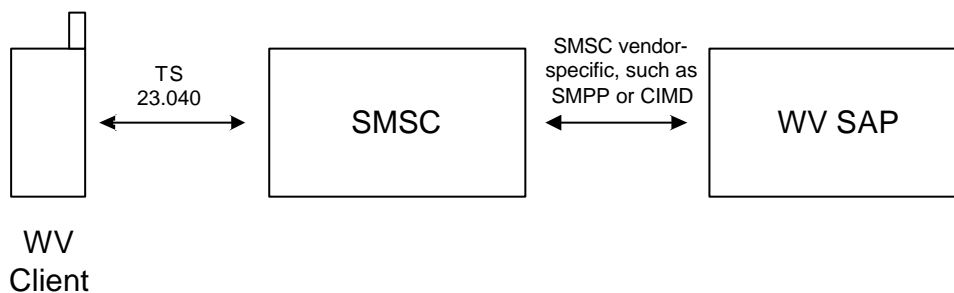 TS
23.040
SMSC vendor-
specific, such as
SMPP or CIMD
SMSC
WV SAP
WV
Client